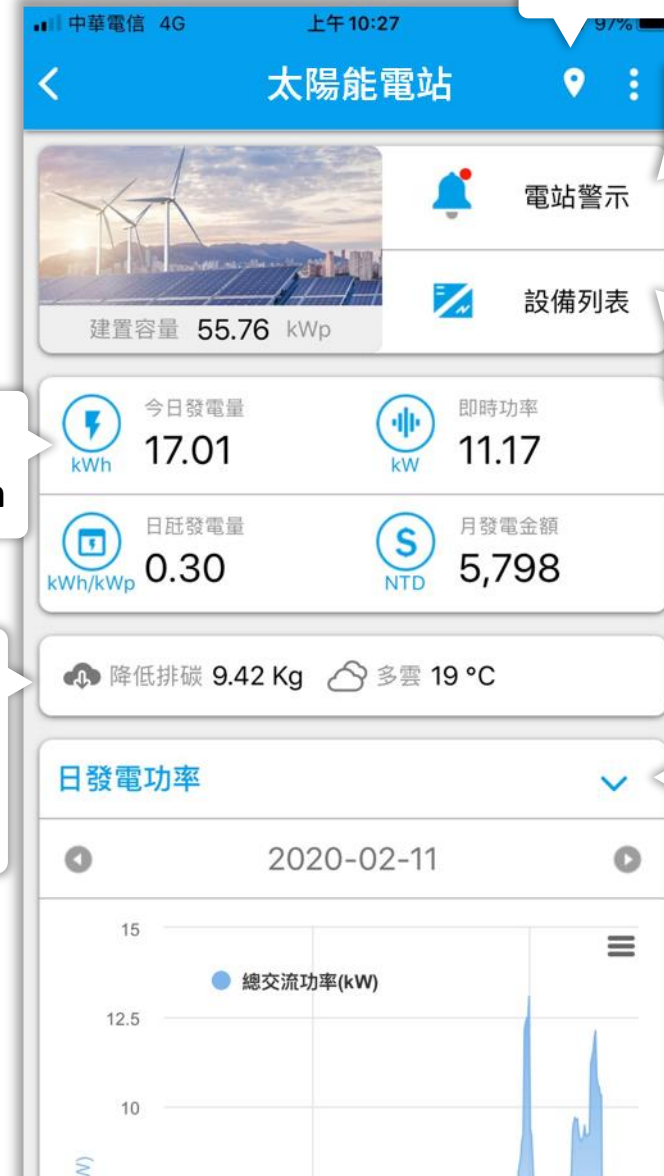 中華電信 4G 上午10:27 97%
太陽能電站
電站警示
設備列表
建置容量 55.76 kWp
今日發電量
17.01
kWh
即時功率
11.17
kW
日瓩發電量
0.30
kWh/kWp
月發電金額
5,798
NTD
降低排碳 9.42 Kg 多雲 19 °C
日發電功率
2020-02-11
15
總交流功率(kW)
12.5
10